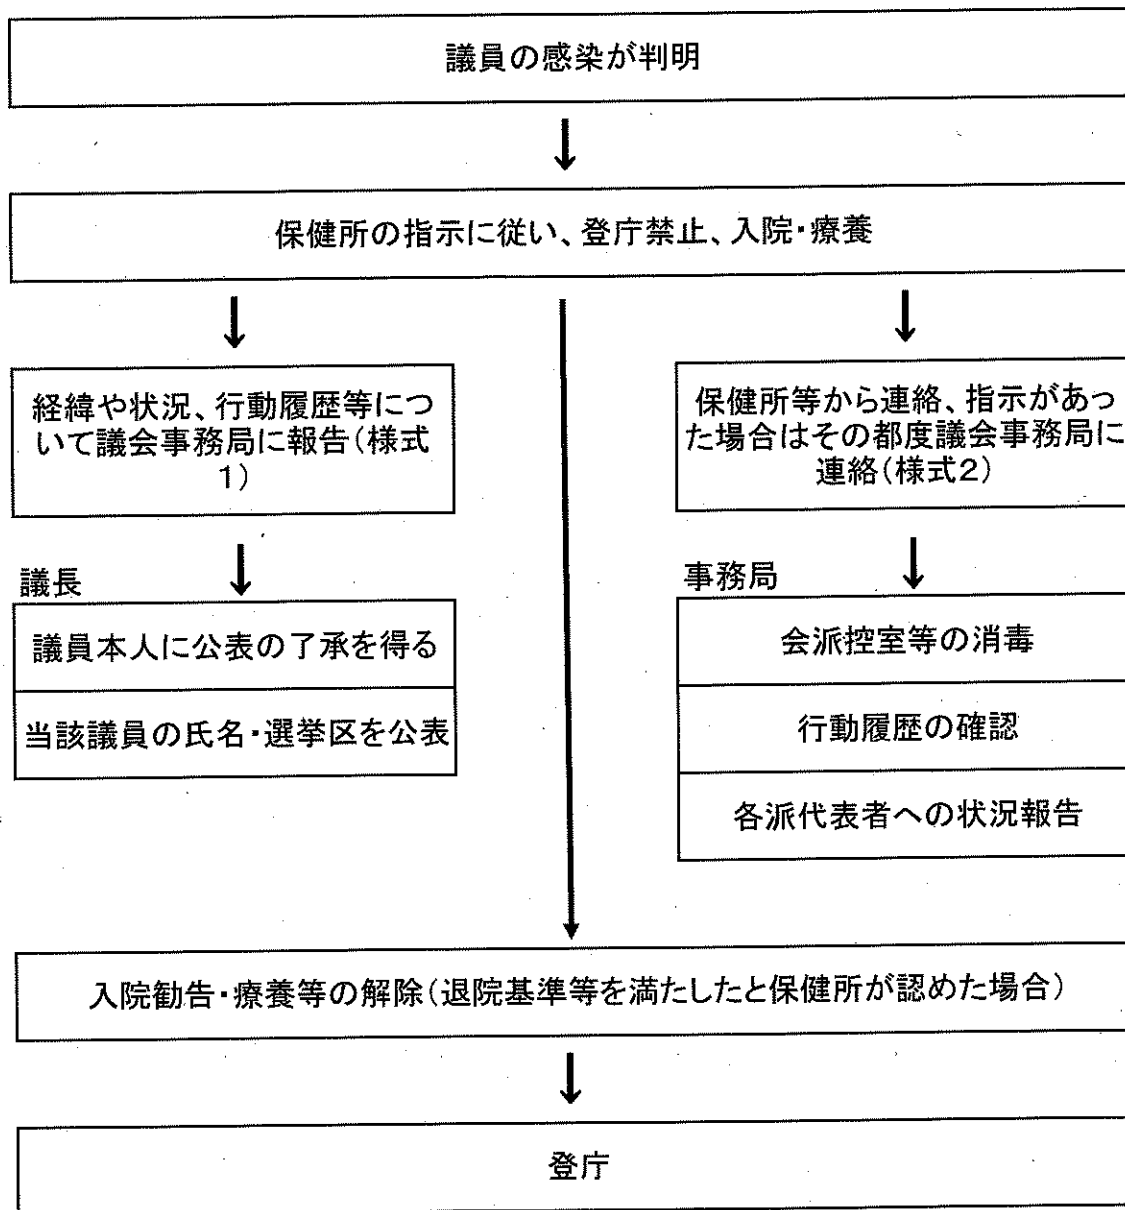 議員の感染が判明
保健所の指示に従い、登庁禁止、入院・療養
経緯や状況、行動履歴等につ
いて議会事務局に報告(様式
1)
議長
議員本人に公表の了承を得る
当該議員の氏名・選挙区を公表
保健所等から連絡、指示があっ
た場合はその都度議会事務局に
連絡(様式2)
事務局
会派控室等の消毒
行動履歴の確認
各派代表者への状況報告
入院勧告・療養等の解除(退院基準等を満たしたと保健所が認めた場合)
登庁